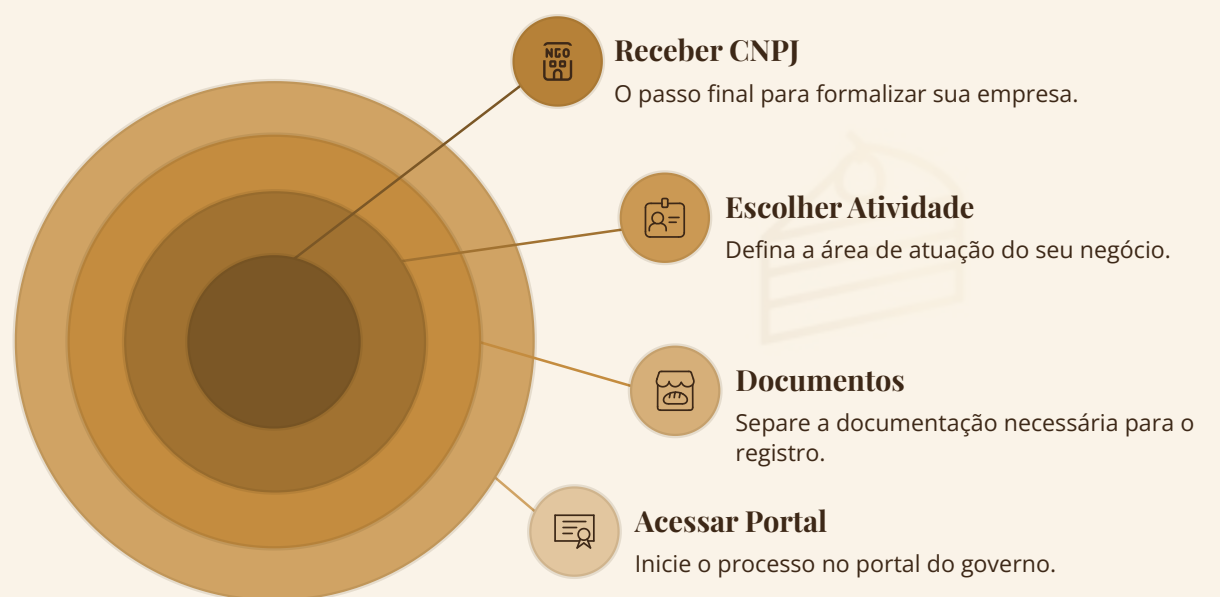 NGO
Receber CNPJ
O passo final para formalizar sua empresa.
Escolher Atividade
Defina a área de atuação do seu negócio.
Documentos
Separe a documentação necessária para o
registro.
Acessar Portal
Inicie o processo no portal do governo.